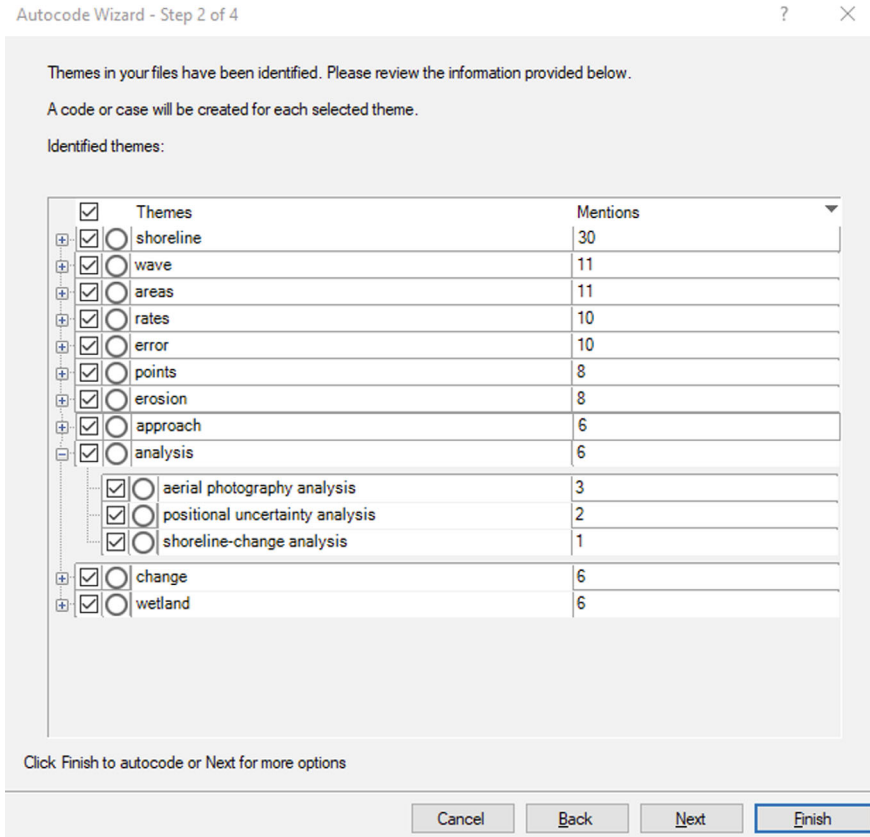 Autocode Wizard - Step 2 of 4 ?
Themes in your files have been identified. Please review the information provided below.
A code or case will be created for each selected theme.
Identified themes:
Themes Mentions
shoreline 30
wave 11
areas 11
rates 10
error 10
points 8
erosion 8
approach 6
analysis 6
aerial photography analysis 3
positional uncertainty analysis 2
shoreline-change analysis 1
change 6
wetland 6
Click Finish to autocode or Next for more options
Cancel Back Next Finish